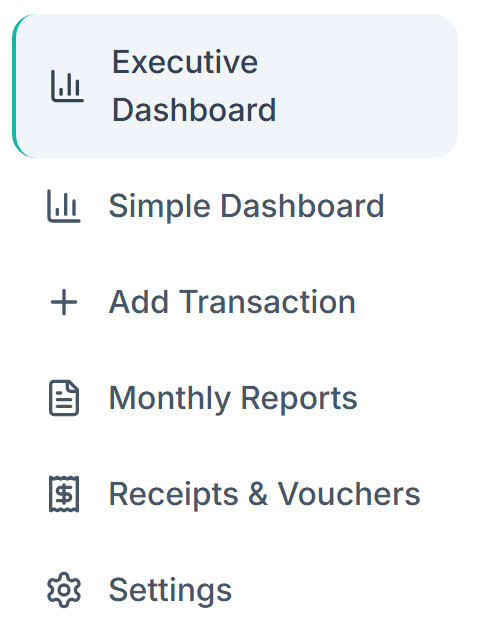 Executive
Dashboard
Simple Dashboard
Add Transaction
Monthly Reports
Receipts & Vouchers
Settings